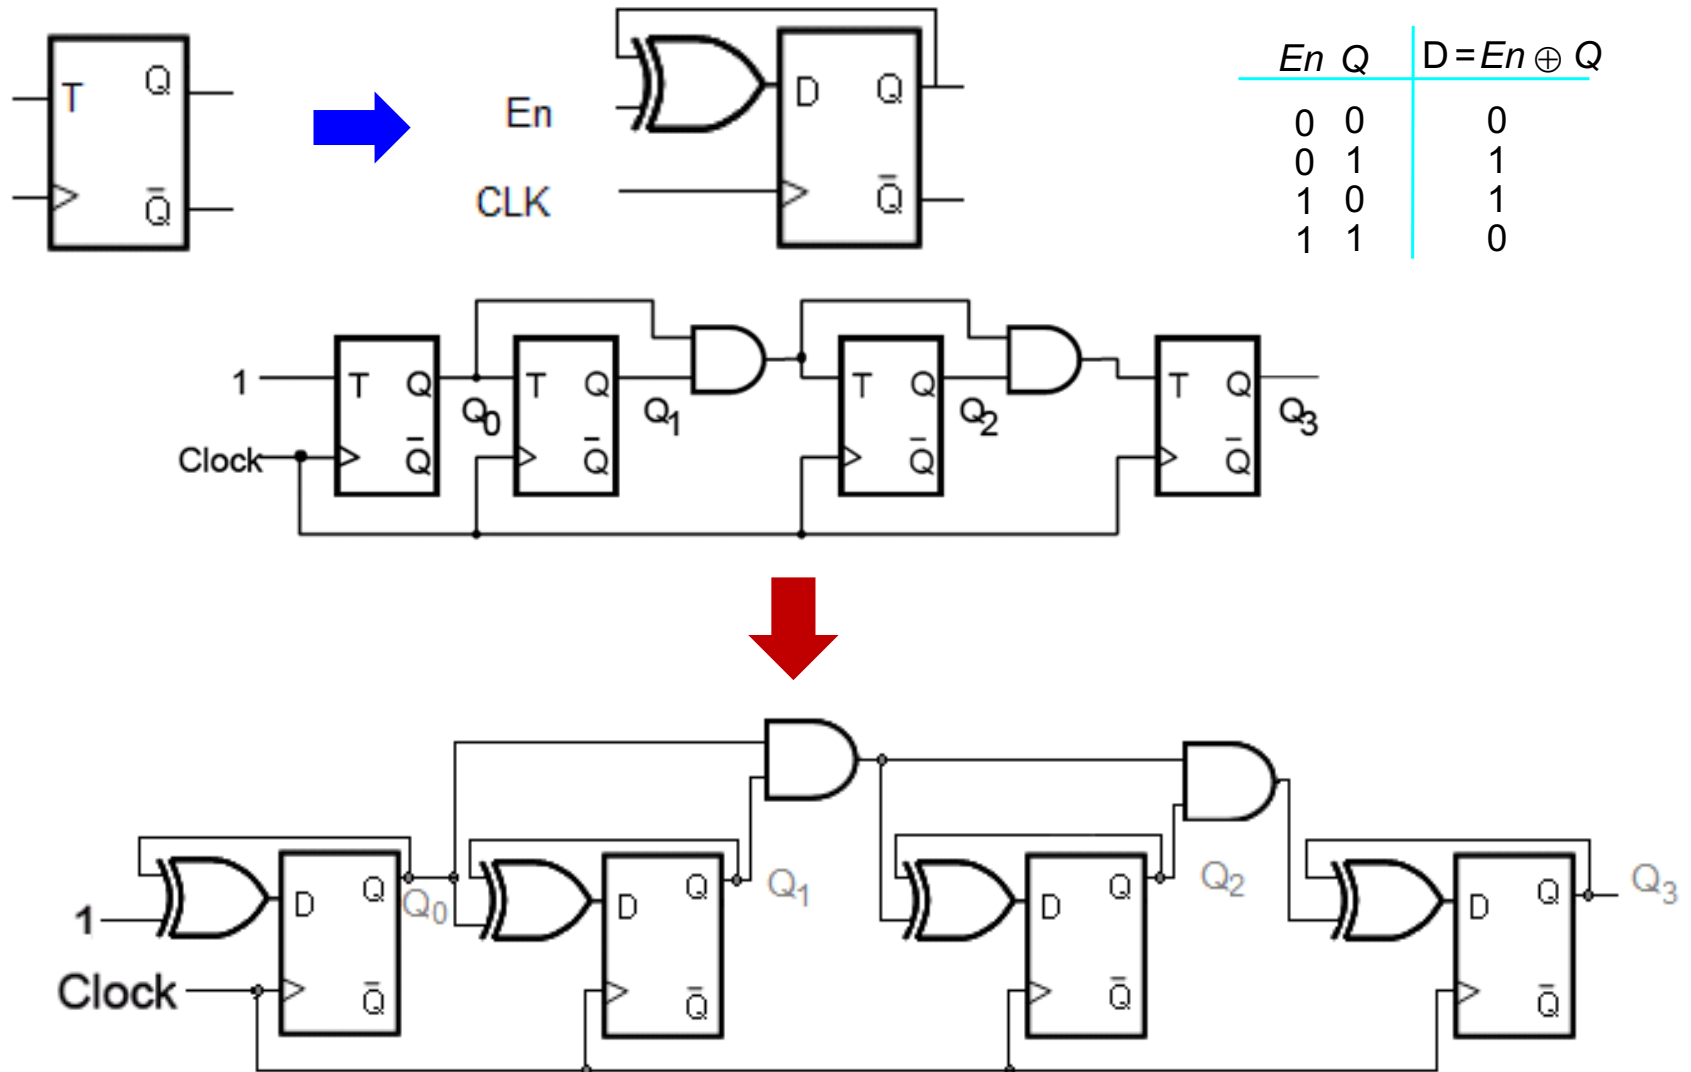 T Q
Q̅
En
CLK
D Q
Q̅
En Q D = En ⊕ Q
0 0 0
0 1 1
1 0 1
1 1 0
1 T Q Q0 T Q Q1 T Q Q2 T Q Q3
Clock Q̅ Q̅ Q̅ Q̅
1 D Q Q0 D Q Q1 D Q Q2 D Q Q3
Clock Q̅ Q̅ Q̅ Q̅